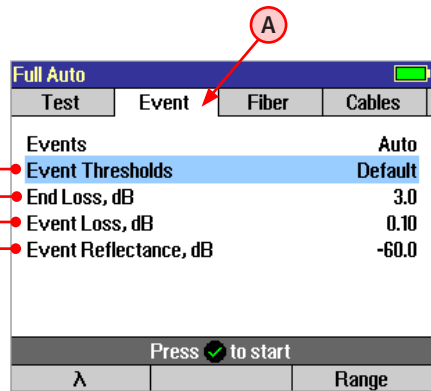 A
Full Auto
Test Event Fiber Cables
Events Auto
Event Thresholds Default
End Loss, dB 3.0
Event Loss, dB 0.10
Event Reflectance, dB -60.0
Press to start
λ Range